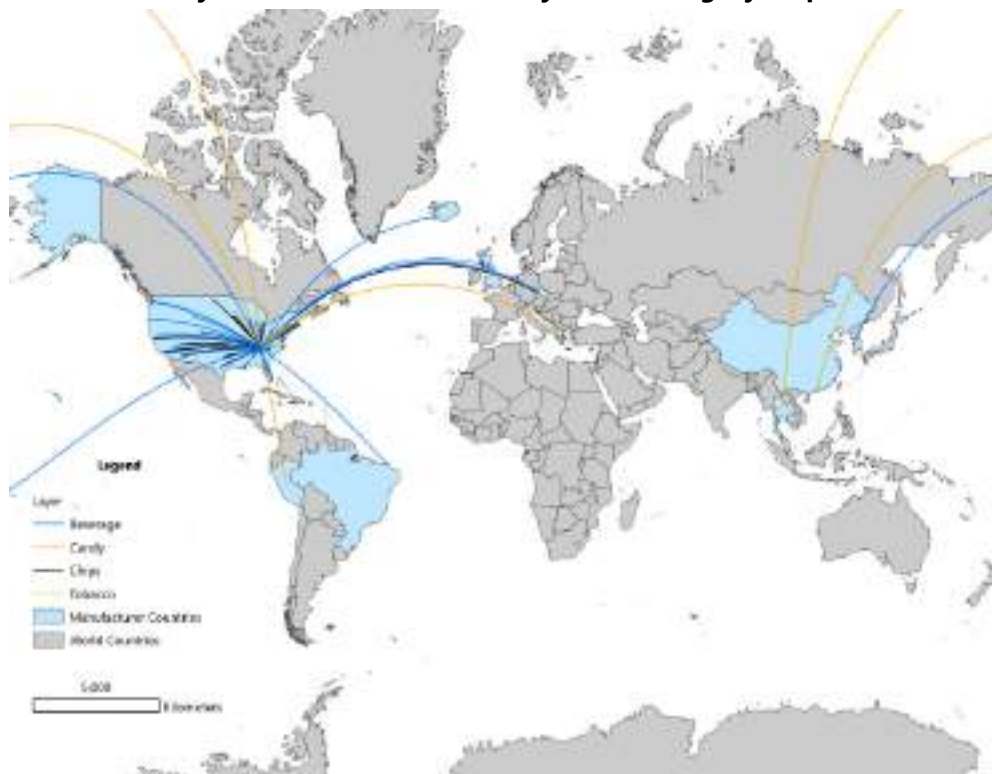 Legend
Layer
Beverage
Candy
Chips
Tobacco
Manufacturer Countries
World Countries
5,000
Kilometers